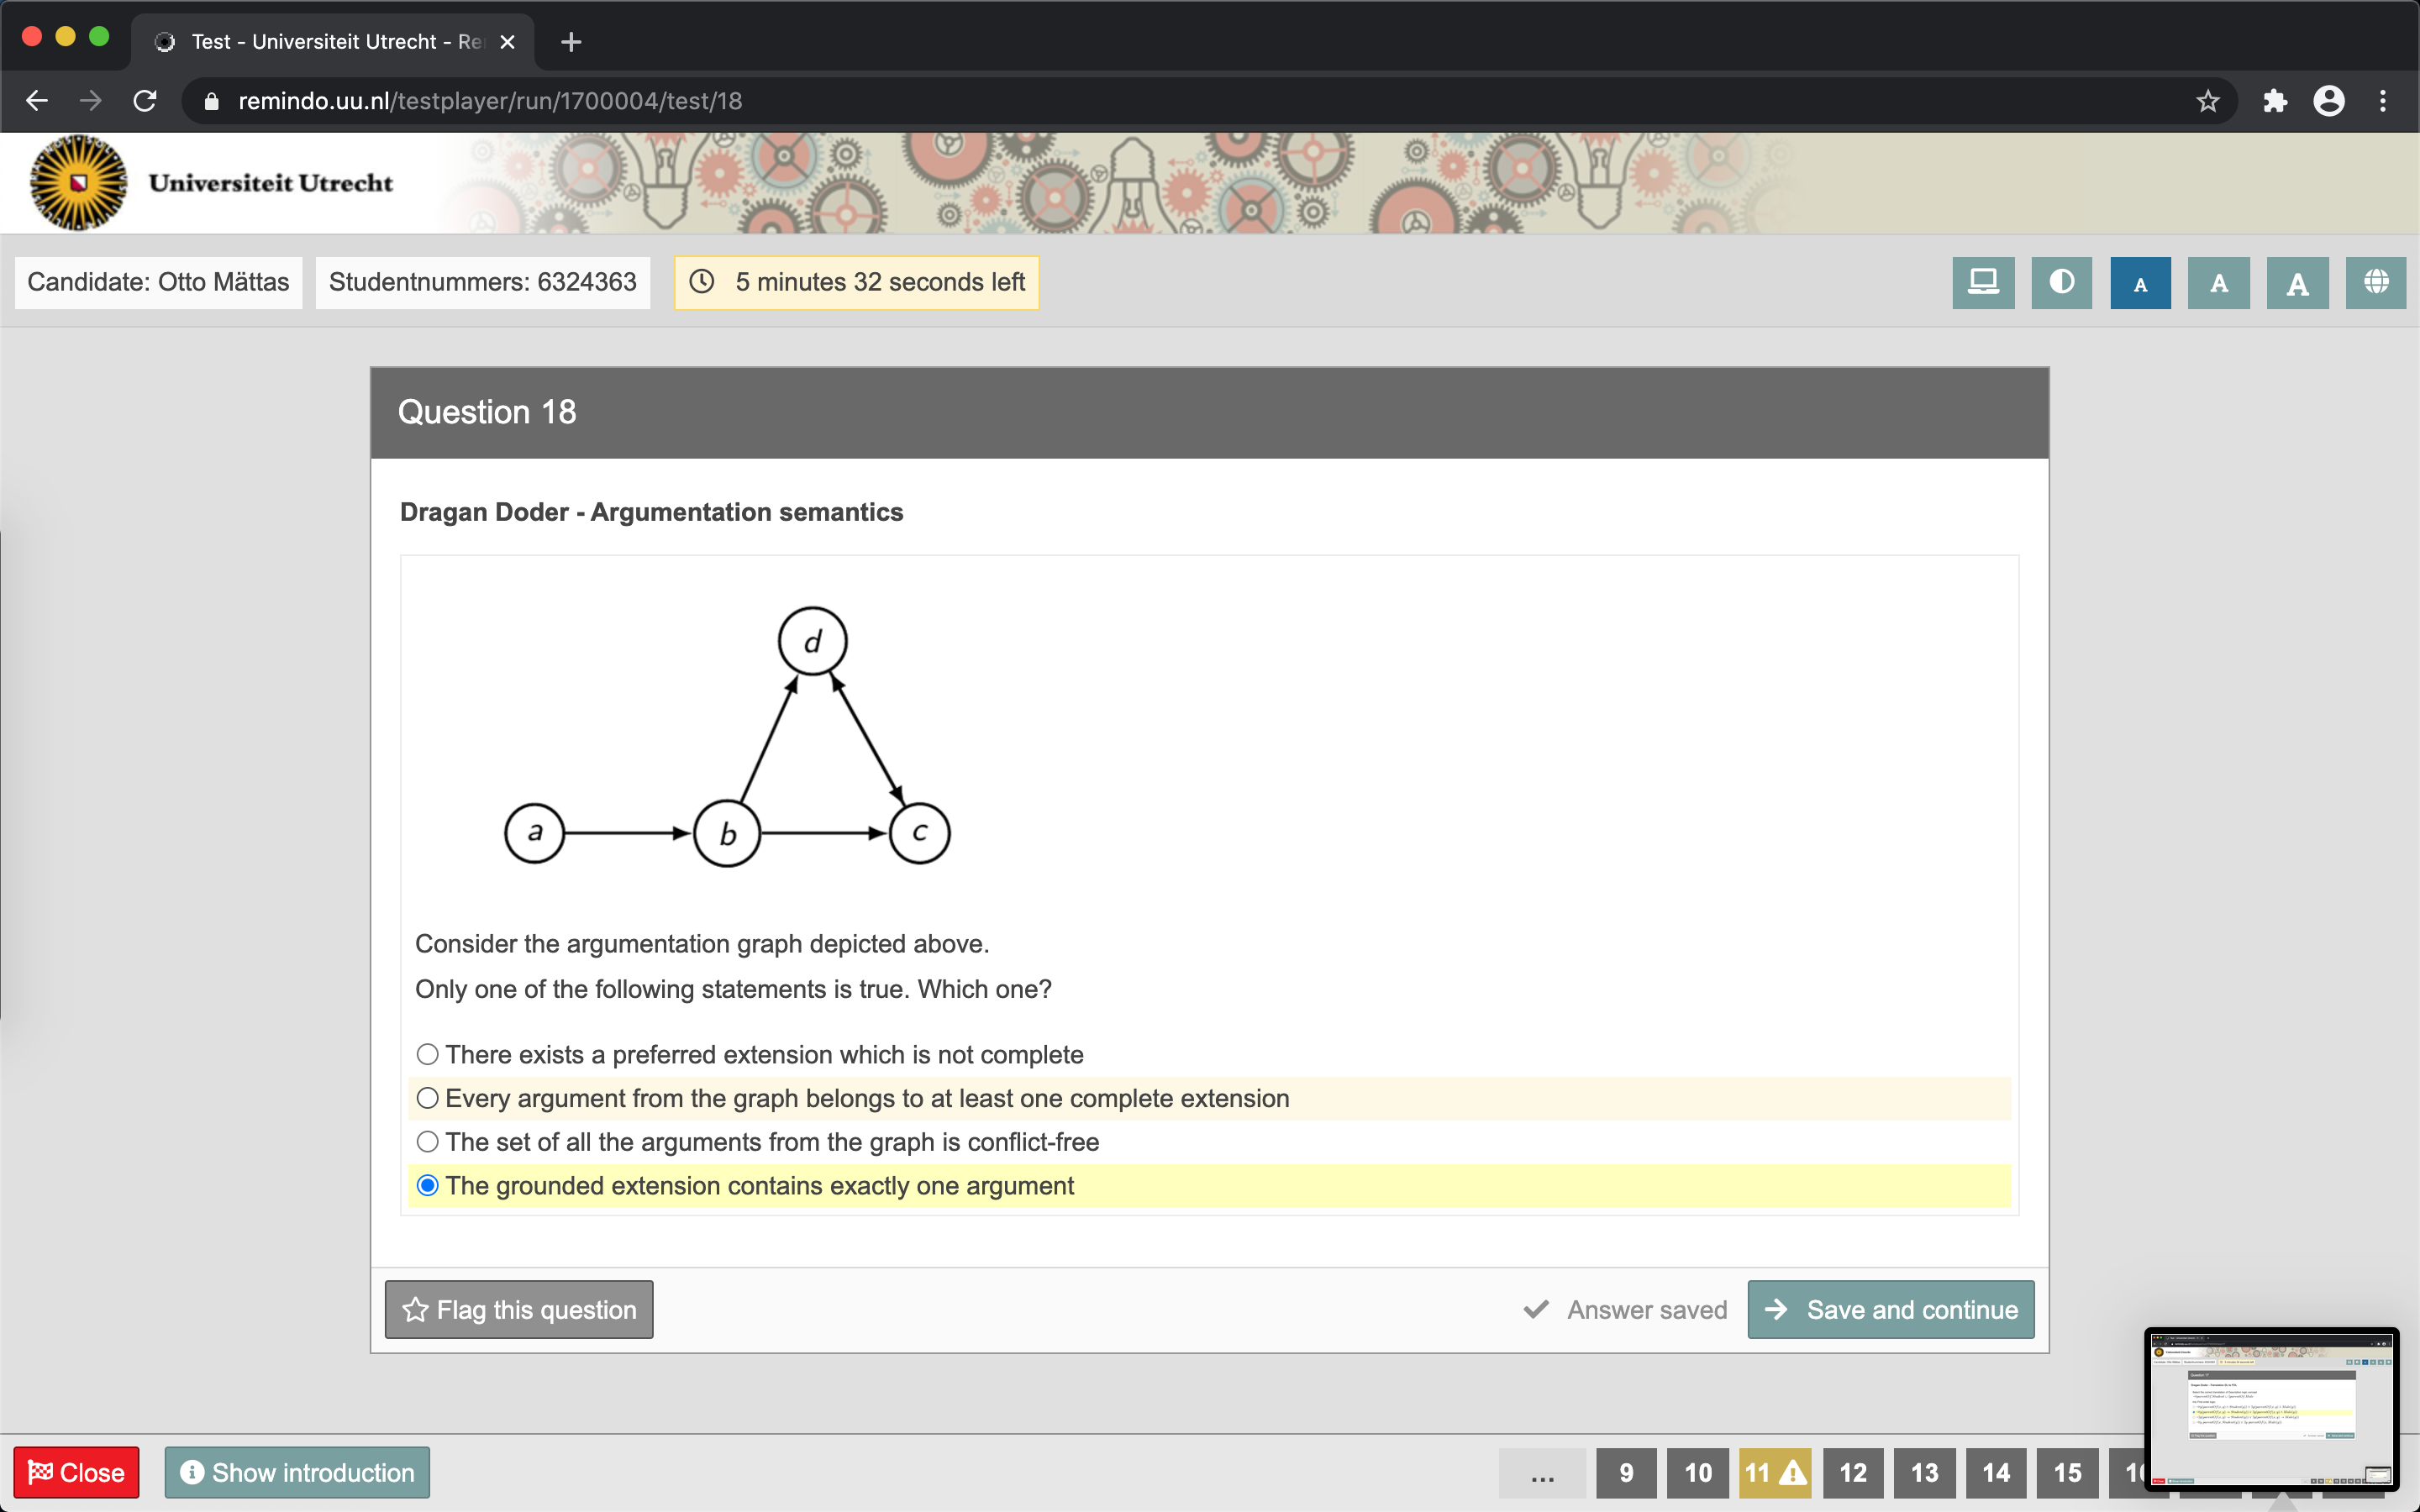 Test - Universiteit Utrecht - Re
remindo.uu.nl/testplayer/run/1700004/test/18
Universiteit Utrecht
Candidate: Otto Mättas
Studentnummers: 6324363
5 minutes 32 seconds left
A
A
A
Question 18
Dragan Doder - Argumentation semantics
d
a
b
c
Consider the argumentation graph depicted above.
Only one of the following statements is true. Which one?
There exists a preferred extension which is not complete
Every argument from the graph belongs to at least one complete extension
The set of all the arguments from the graph is conflict-free
The grounded extension contains exactly one argument
Flag this question
Answer saved
Save and continue
Close
Show introduction
...
9
10
11
12
13
14
15